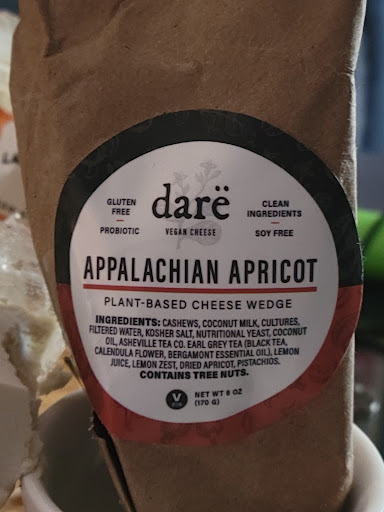 GLUTEN
FREE
PROBIOTIC
darë
VEGAN CHEESE
CLEAN
INGREDIENTS
SOY FREE
APPALACHIAN APRICOT
PLANT-BASED CHEESE WEDGE
INGREDIENTS: CASHEWS, COCONUT MILK, CULTURES,
FILTERED WATER, KOSHER SALT, NUTRITIONAL YEAST, COCONUT
OIL, ASHEVILLE TEA CO. EARL GREY TEA (BLACK TEA,
CALENDULA FLOWER, BERGAMONT ESSENTIAL OIL), LEMON
JUICE, LEMON ZEST, DRIED APRICOT, PISTACHIOS.
CONTAINS TREE NUTS.
V
NET WT 6 OZ
(170 G)